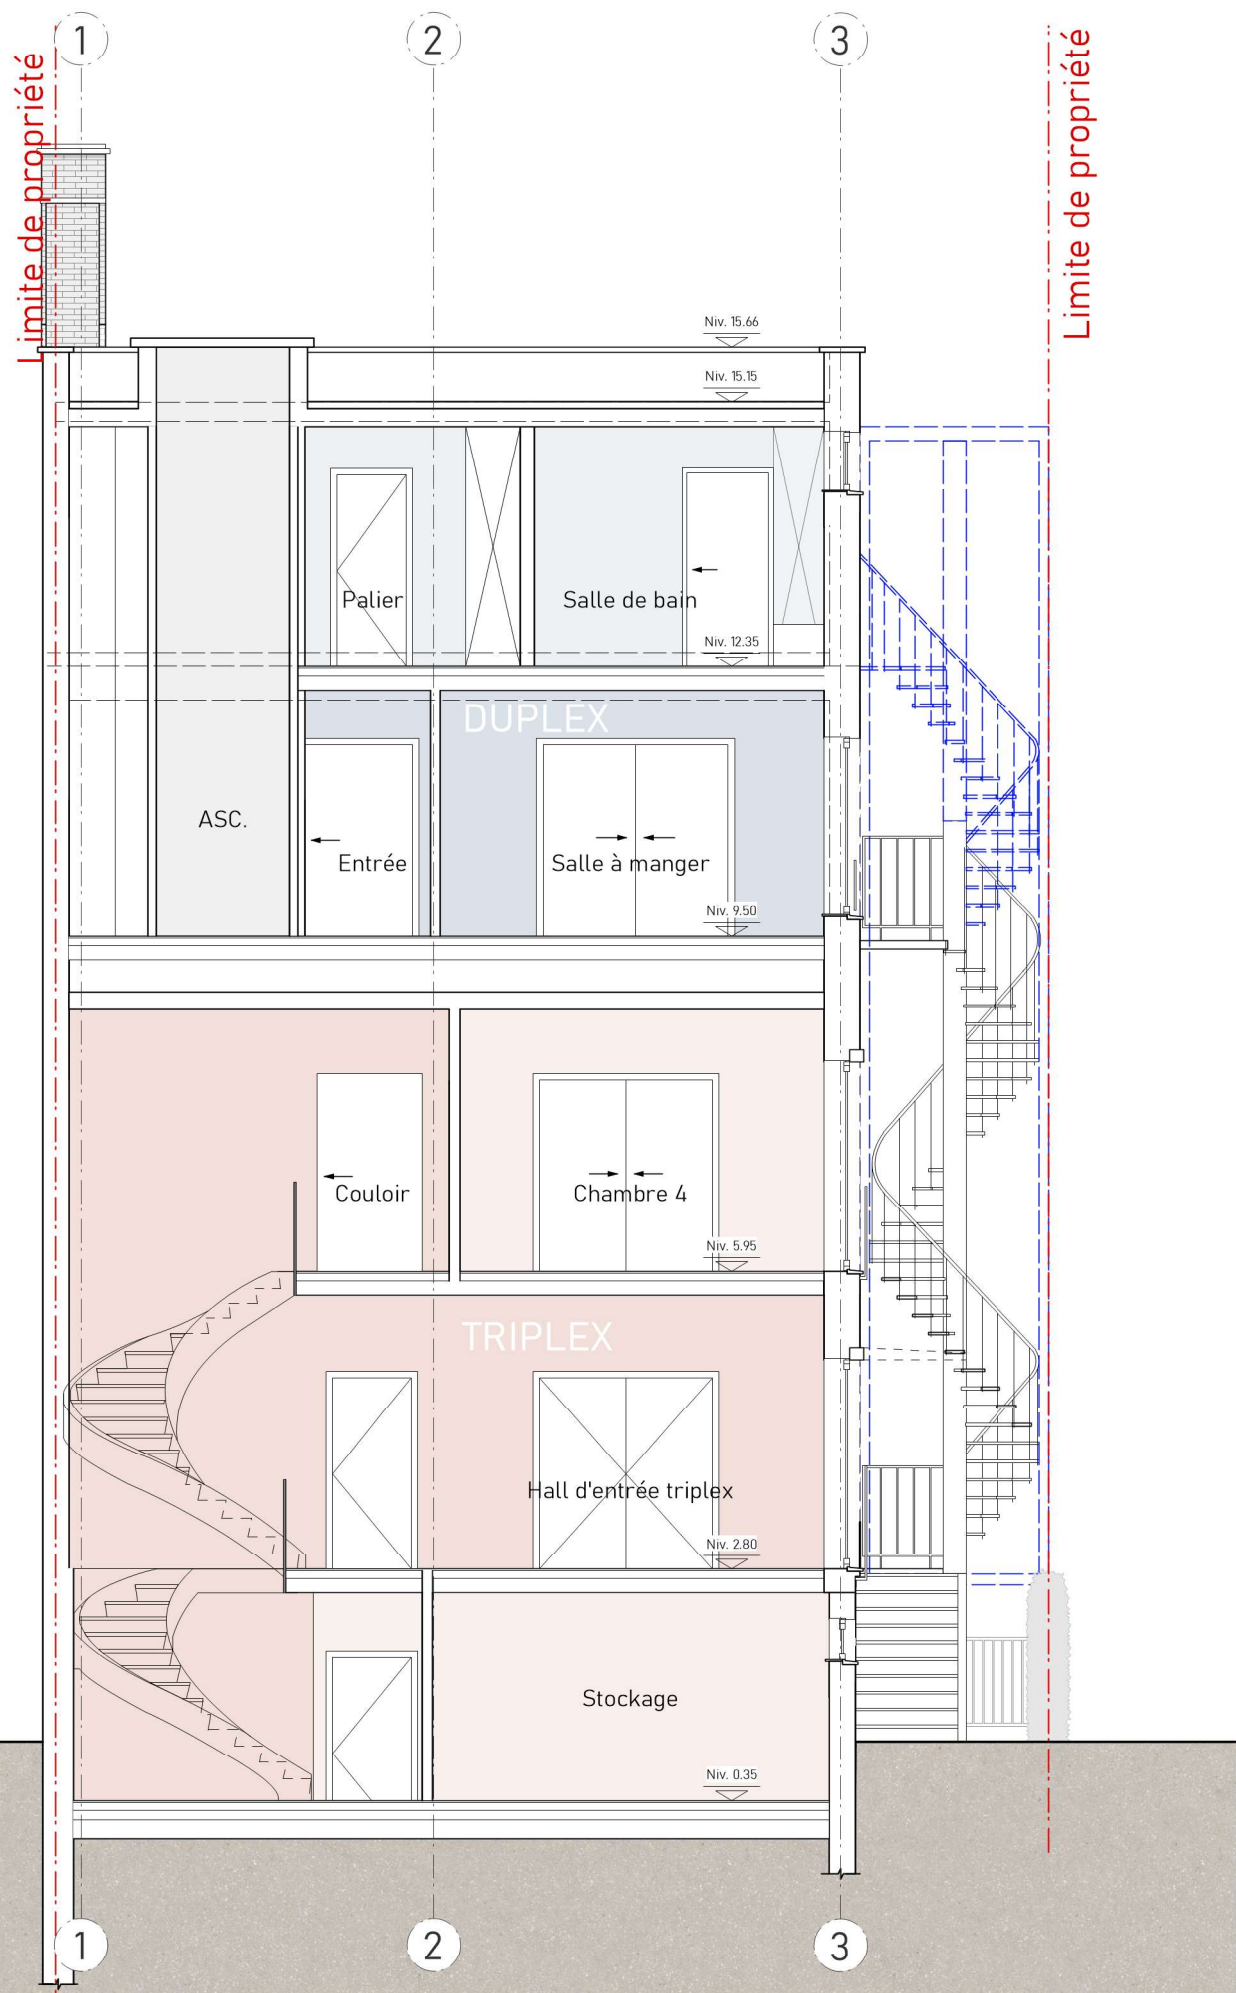 1
2
3
Limite de propriété
Limite de propriété
Niv. 15.66
Niv. 15.15
Palier
Salle de bain
Niv. 12.35
DUPLEX
ASC.
Entrée
Salle à manger
Niv. 9.50
Couloir
Chambre 4
Niv. 5.95
TRIPLEX
Hall d'entrée triplex
Niv. 2.80
Stockage
Niv. 0.35
1
2
3